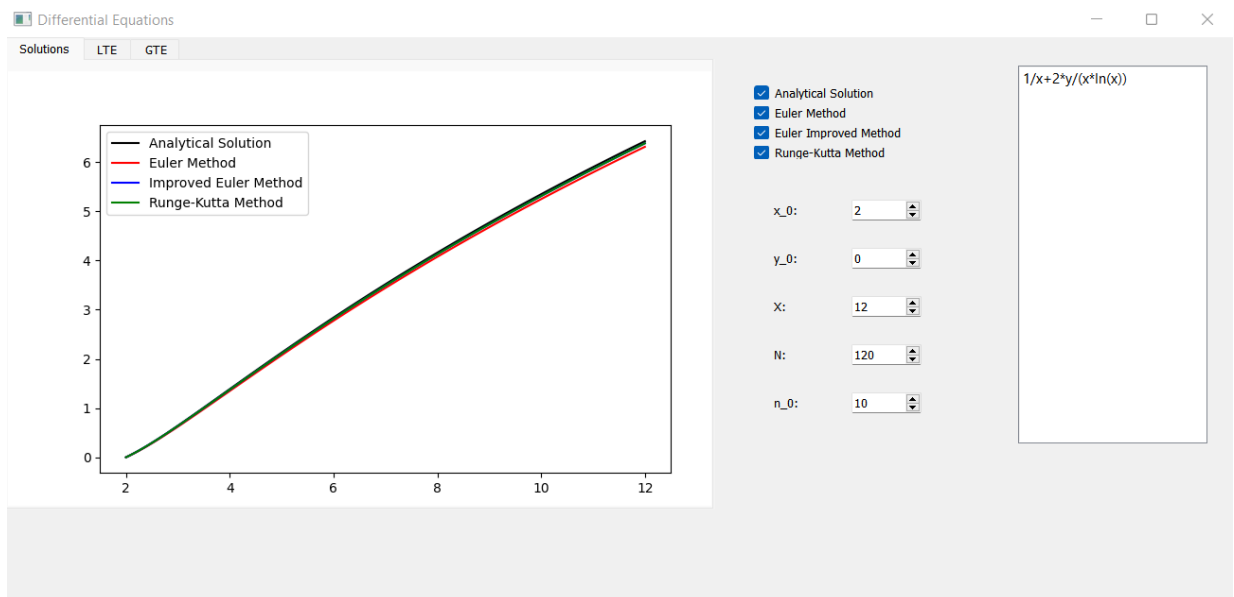 Differential Equations
Solutions LTE GTE
Analytical Solution
Euler Method
Improved Euler Method
Runge-Kutta Method
6
5
4
3
2
1
0
2 4 6 8 10 12
Analytical Solution
Euler Method
Euler Improved Method
Runge-Kutta Method
x_0: 2
y_0: 0
X: 12
N: 120
n_0: 10
1/x+2*y/(x*ln(x))